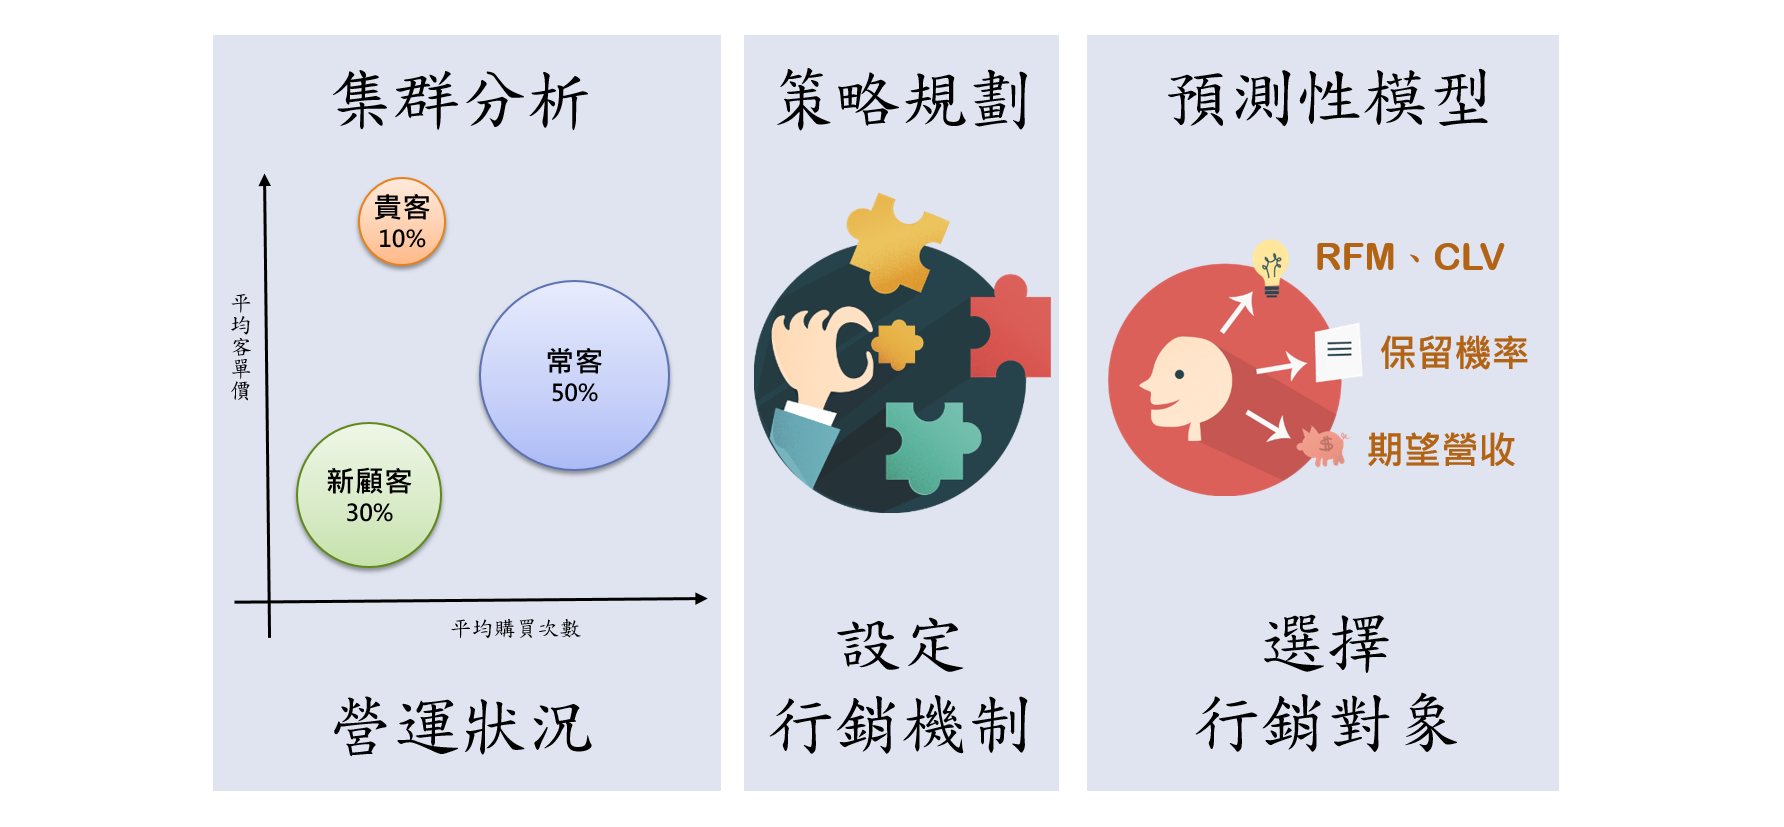 集群分析
貴客
10%
常客
50%
新顧客
30%
平均客單價
平均購買次數
營運狀況
策略規劃
設定
行銷機制
預測性模型
RFM、CLV
保留機率
$
期望營收
選擇
行銷對象